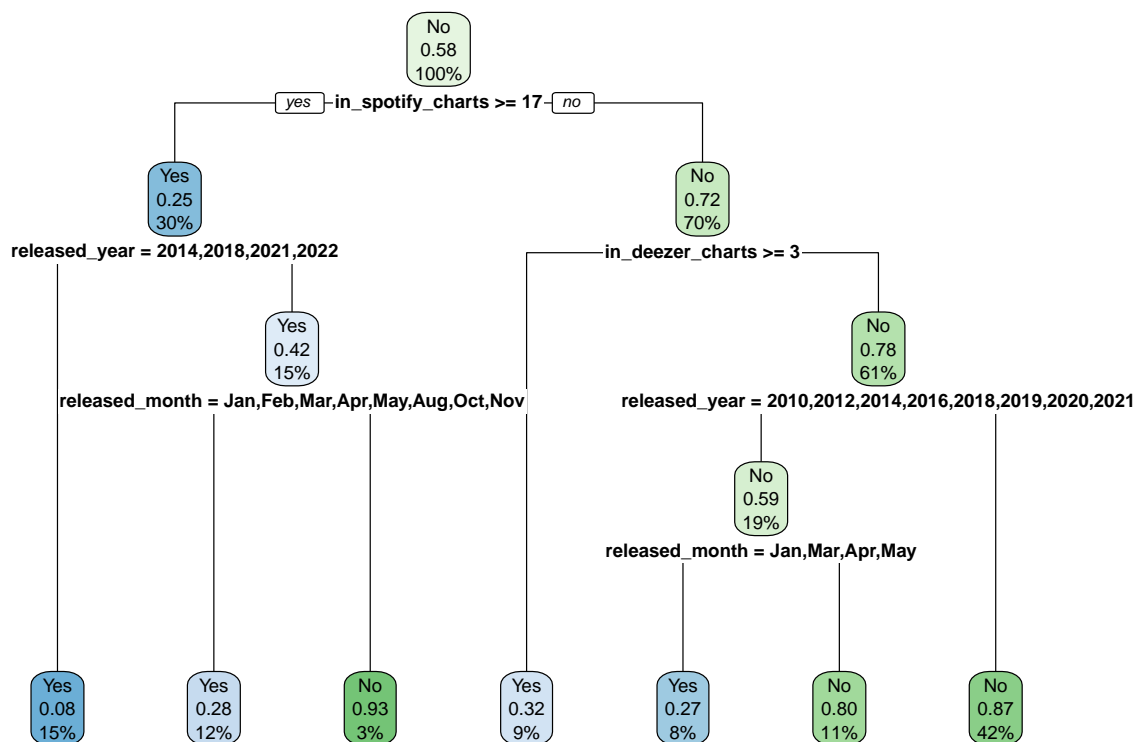 No
0.58
100%
yes in_spotify_charts >= 17 no
Yes
0.25
30%
No
0.72
70%
released_year = 2014,2018,2021,2022
in_deezer_charts >= 3
Yes
0.42
15%
No
0.78
61%
released_month = Jan,Feb,Mar,Apr,May,Aug,Oct,Nov
released_year = 2010,2012,2014,2016,2018,2019,2020,2021
No
0.59
19%
released_month = Jan,Mar,Apr,May
Yes
0.08
15%
Yes
0.28
12%
No
0.93
3%
Yes
0.32
9%
Yes
0.27
8%
No
0.80
11%
No
0.87
42%